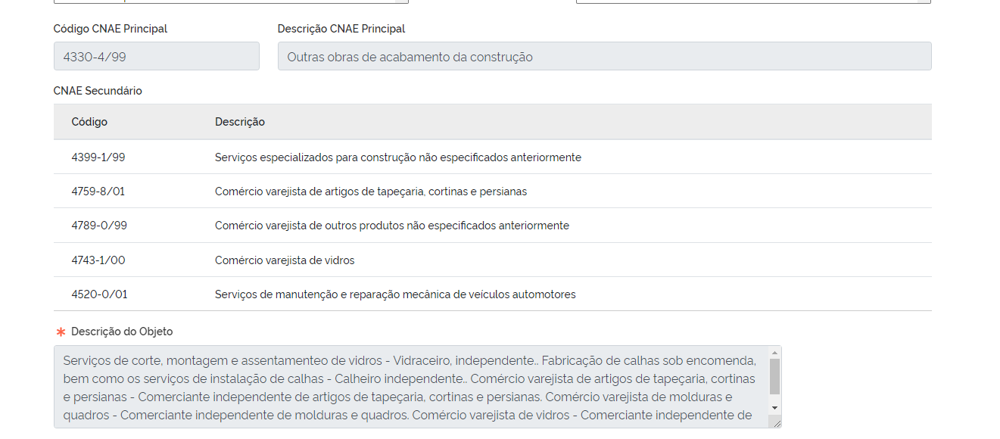 Código CNAE Principal Descrição CNAE Principal
4330-4/99 Outras obras de acabamento da construção
CNAE Secundário
Código Descrição
4399-1/99 Serviços especializados para construção não especificados anteriormente
4759-8/01 Comércio varejista de artigos de tapeçaria, cortinas e persianas
4789-0/99 Comércio varejista de outros produtos não especificados anteriormente
4743-1/00 Comércio varejista de vidros
4520-0/01 Serviços de manutenção e reparação mecânica de veículos automotores
* Descrição do Objeto
Serviços de corte, montagem e assentamenteo de vidros - Vidraceiro, independente.. Fabricação de calhas sob encomenda,
bem como os serviços de instalação de calhas - Calheiro independente.. Comércio varejista de artigos de tapeçaria, cortinas
e persianas - Comerciante independente de artigos de tapeçaria, cortinas e persianas. Comércio varejista de molduras e
quadros - Comerciante independente de molduras e quadros. Comércio varejista de vidros - Comerciante independente de